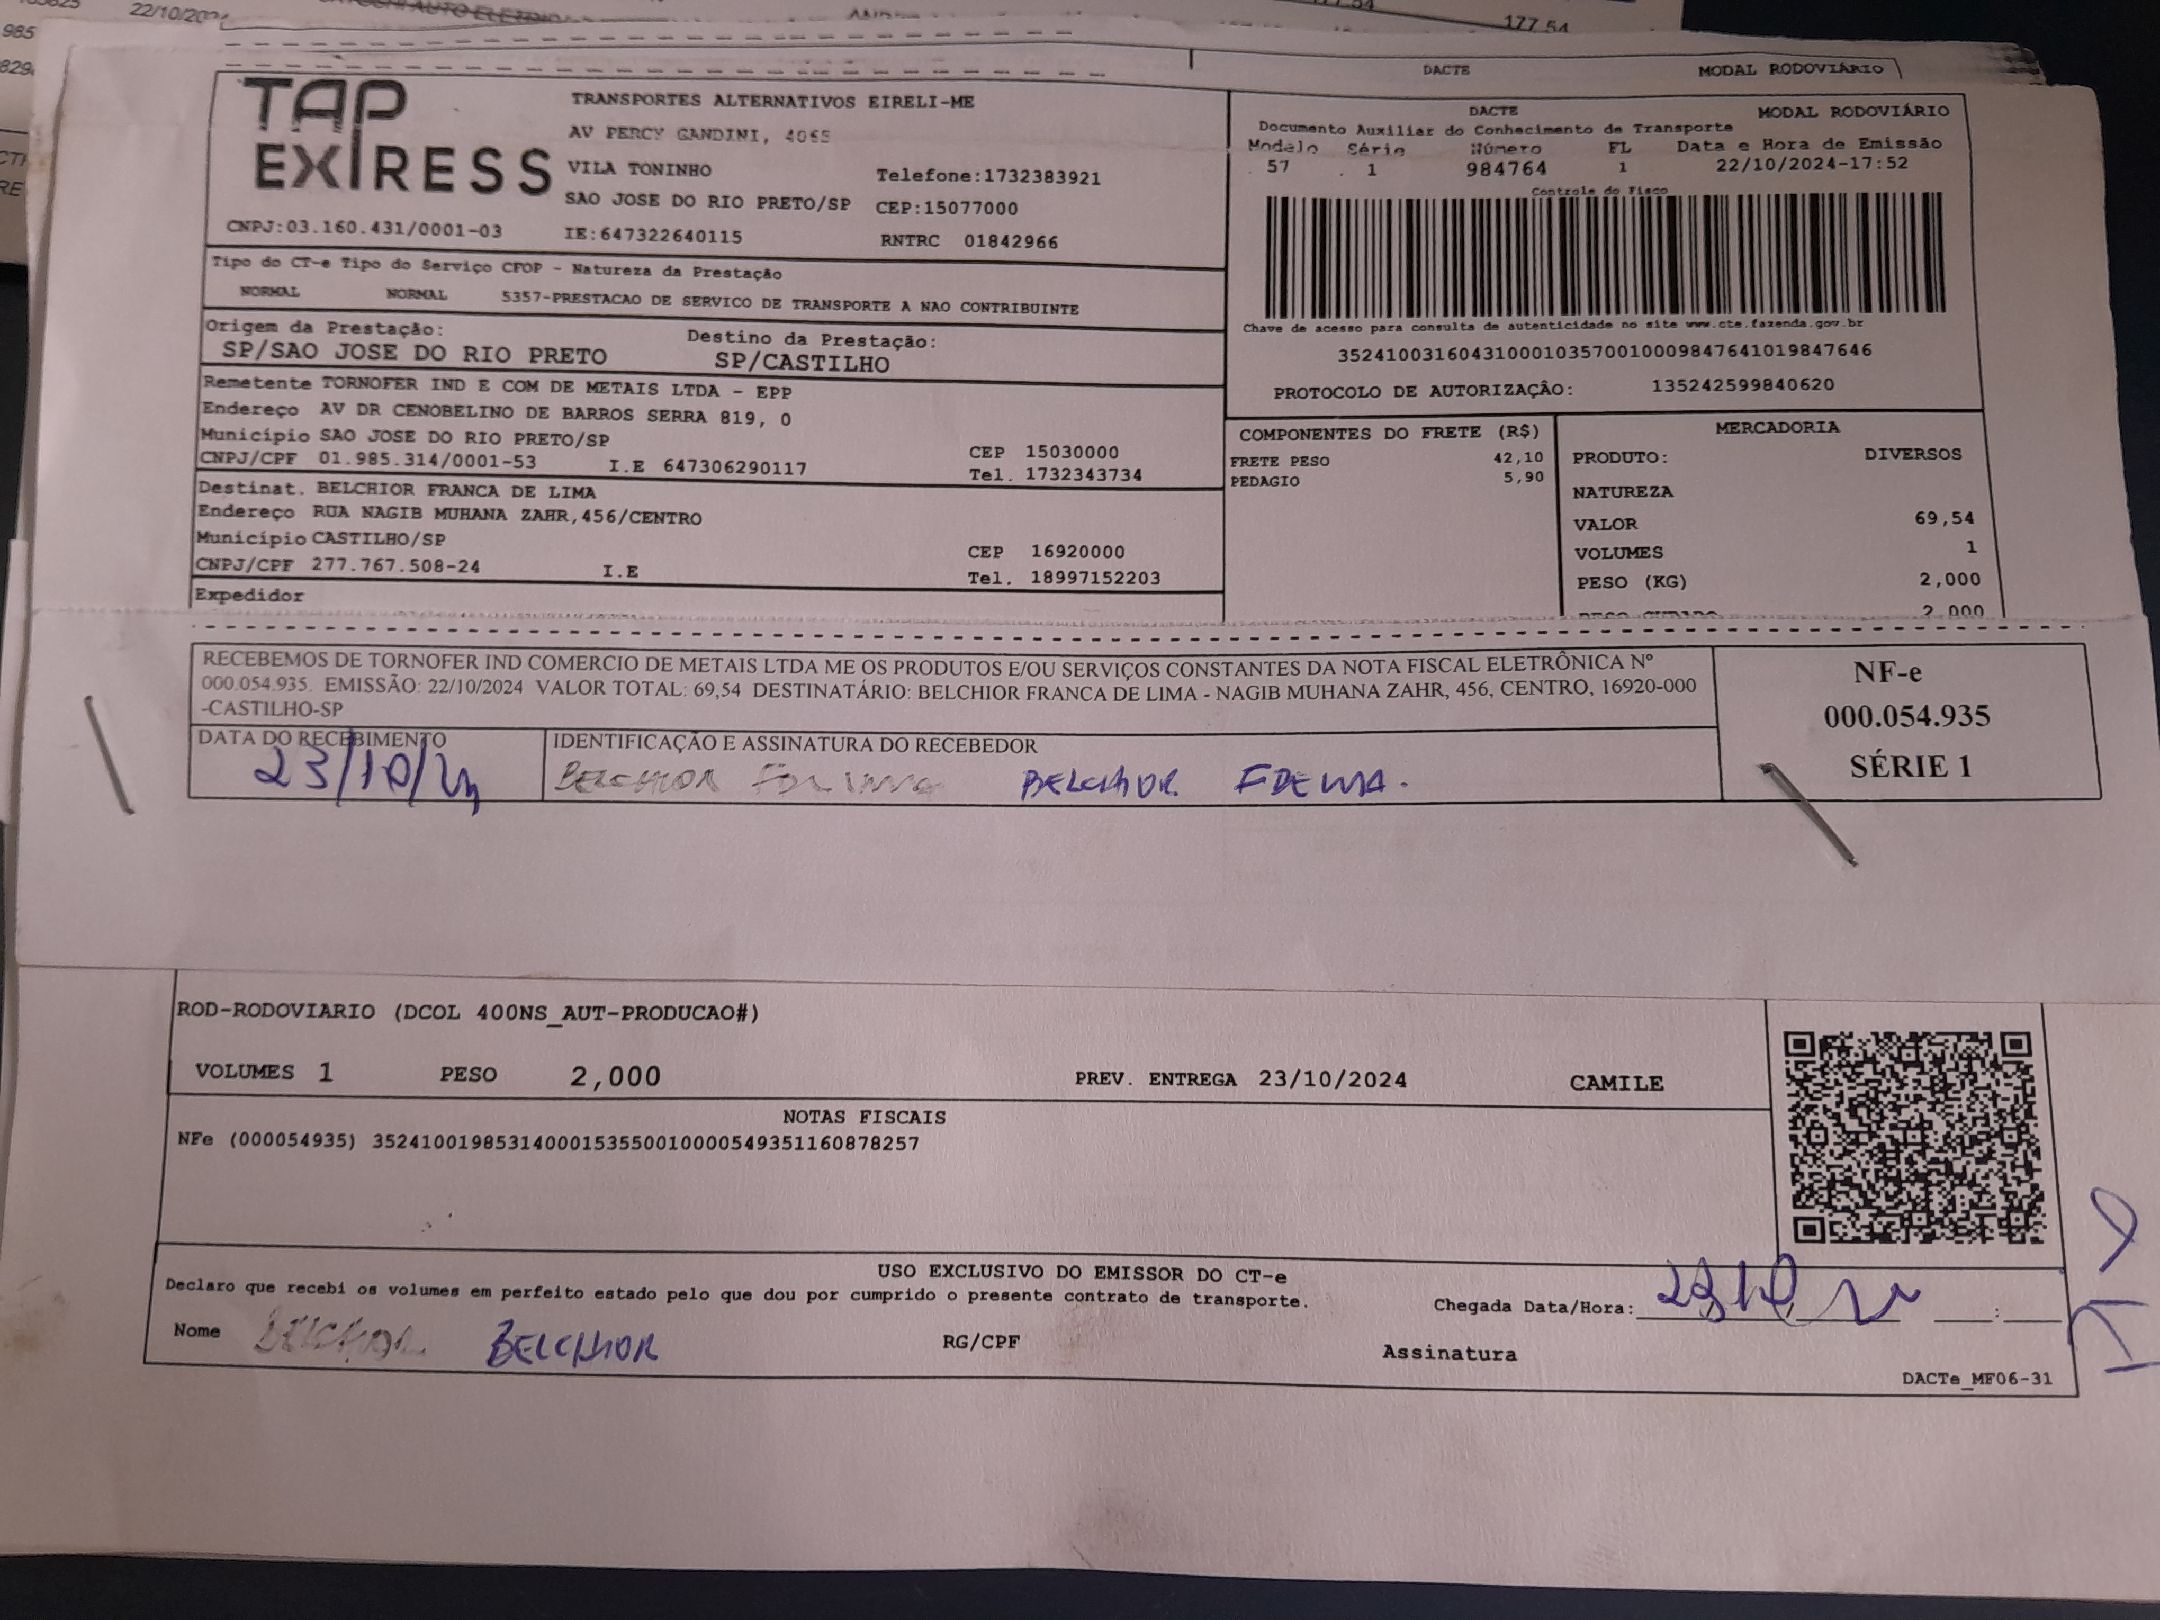 22/10/202
177.54
177.54
DACTE MODAL RODOVIÁRIO
TAP EXPRESS
TRANSPORTES ALTERNATIVOS EIRELI-ME
AV PERCY GANDINI, 4065
VILA TONINHO Telefone:1732383921
SAO JOSE DO RIO PRETO/SP CEP:15077000
CNPJ:03.160.431/0001-03 IE:647322640115 RNTRC 01842966
DACTE MODAL RODOVIÁRIO
Documento Auxiliar do Conhecimento de Transporte
Modelo Série Número FL Data e Hora de Emissão
57 1 984764 1 22/10/2024-17:52
Controle do Fisco
Chave de acesso para consulta de autenticidade no site www.cte.fazenda.gov.br
35241003160431000103570010009847641019847646
PROTOCOLO DE AUTORIZAÇÃO: 135242599840620
Tipo do CT-e Tipo do Serviço CFOP - Natureza da Prestação
NORMAL NORMAL 5357-PRESTACAO DE SERVICO DE TRANSPORTE A NAO CONTRIBUINTE
Origem da Prestação: Destino da Prestação:
SP/SAO JOSE DO RIO PRETO SP/CASTILHO
Remetente TORNOFER IND E COM DE METAIS LTDA - EPP
Endereço AV DR CENOBELINO DE BARROS SERRA 819, 0
Município SAO JOSE DO RIO PRETO/SP CEP 15030000
CNPJ/CPF 01.985.314/0001-53 I.E 647306290117 Tel. 1732343734
Destinat. BELCHIOR FRANCA DE LIMA
Endereço RUA NAGIB MUHANA ZAHR,456/CENTRO
Município CASTILHO/SP CEP 16920000
CNPJ/CPF 277.767.508-24 I.E Tel. 18997152203
Expedidor
COMPONENTES DO FRETE (R$)
FRETE PESO 42,10
PEDAGIO 5,90
MERCADORIA
PRODUTO: DIVERSOS
NATUREZA
VALOR 69,54
VOLUMES 1
PESO (KG) 2,000
2,000
RECEBEMOS DE TORNOFER IND COMERCIO DE METAIS LTDA ME OS PRODUTOS E/OU SERVIÇOS CONSTANTES DA NOTA FISCAL ELETRÔNICA Nº
000.054.935. EMISSÃO: 22/10/2024 VALOR TOTAL: 69,54 DESTINATÁRIO: BELCHIOR FRANCA DE LIMA - NAGIB MUHANA ZAHR, 456, CENTRO, 16920-000
-CASTILHO-SP
DATA DO RECEBIMENTO IDENTIFICAÇÃO E ASSINATURA DO RECEBEDOR
23/10/24 BELCHIOR BELCHIOR
NF-e
000.054.935
SÉRIE 1
ROD-RODOVIARIO (DCOL 400NS_AUT-PRODUCAO#)
VOLUMES 1 PESO 2,000 PREV. ENTREGA 23/10/2024 CAMILE
NOTAS FISCAIS
NFe (000054935) 35241001985314000153550010000549351160878257
USO EXCLUSIVO DO EMISSOR DO CT-e
Declaro que recebi os volumes em perfeito estado pelo que dou por cumprido o presente contrato de transporte. Chegada Data/Hora:
Nome BELCHIOR BELCHIOR RG/CPF Assinatura
DACTe_MF06-31